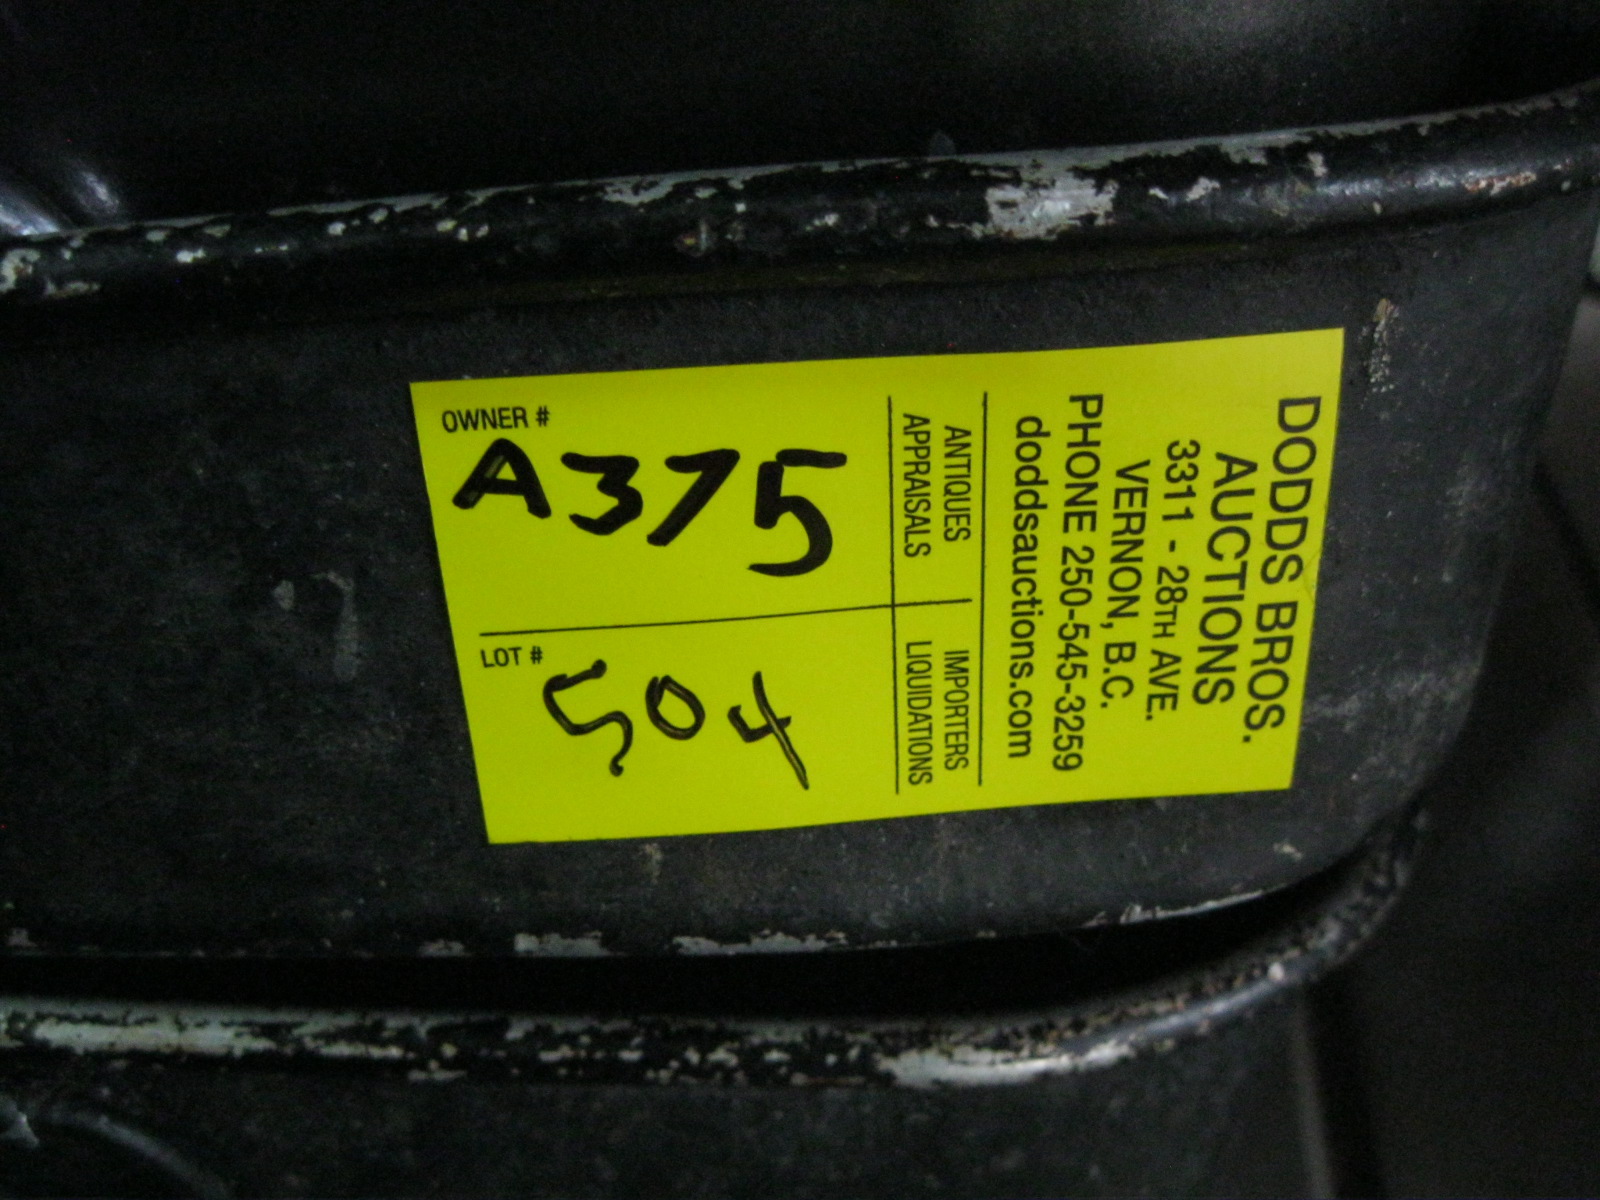 DODDS BROS.
AUCTIONS
3311 - 28TH AVE.
VERNON, B.C.
PHONE 250-545-3259
doddsauctions.com
ANTIQUES
APPRAISALS
IMPORTERS
LIQUIDATIONS
OWNER #
A375
LOT #
504